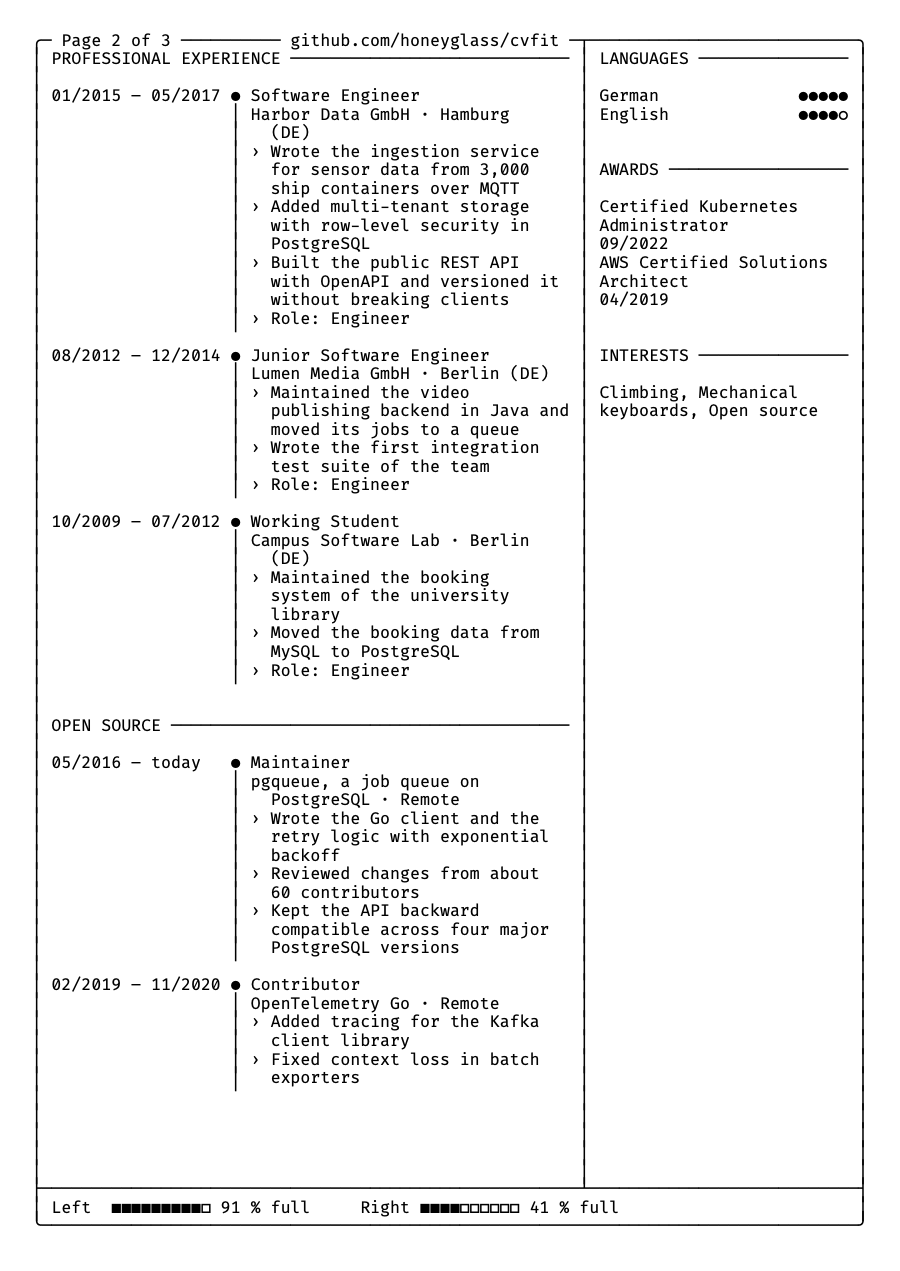 Page 2 of 3
github.com/honeyglass/cvfit
PROFESSIONAL EXPERIENCE
01/2015 – 05/2017 ● Software Engineer
Harbor Data GmbH · Hamburg
(DE)
› Wrote the ingestion service
for sensor data from 3,000
ship containers over MQTT
› Added multi-tenant storage
with row-level security in
PostgreSQL
› Built the public REST API
with OpenAPI and versioned it
without breaking clients
› Role: Engineer
08/2012 – 12/2014 ● Junior Software Engineer
Lumen Media GmbH · Berlin (DE)
› Maintained the video
publishing backend in Java and
moved its jobs to a queue
› Wrote the first integration
test suite of the team
› Role: Engineer
10/2009 – 07/2012 ● Working Student
Campus Software Lab · Berlin
(DE)
› Maintained the booking
system of the university
library
› Moved the booking data from
MySQL to PostgreSQL
› Role: Engineer
OPEN SOURCE
05/2016 – today ● Maintainer
pgqueue, a job queue on
PostgreSQL · Remote
› Wrote the Go client and the
retry logic with exponential
backoff
› Reviewed changes from about
60 contributors
› Kept the API backward
compatible across four major
PostgreSQL versions
02/2019 – 11/2020 ● Contributor
OpenTelemetry Go · Remote
› Added tracing for the Kafka
client library
› Fixed context loss in batch
exporters
LANGUAGES
German ●●●●●
English ●●●●○
AWARDS
Certified Kubernetes
Administrator
09/2022
AWS Certified Solutions
Architect
04/2019
INTERESTS
Climbing, Mechanical
keyboards, Open source
Left ■■■■■■■■■□ 91 % full Right ■■■■□□□□□□ 41 % full